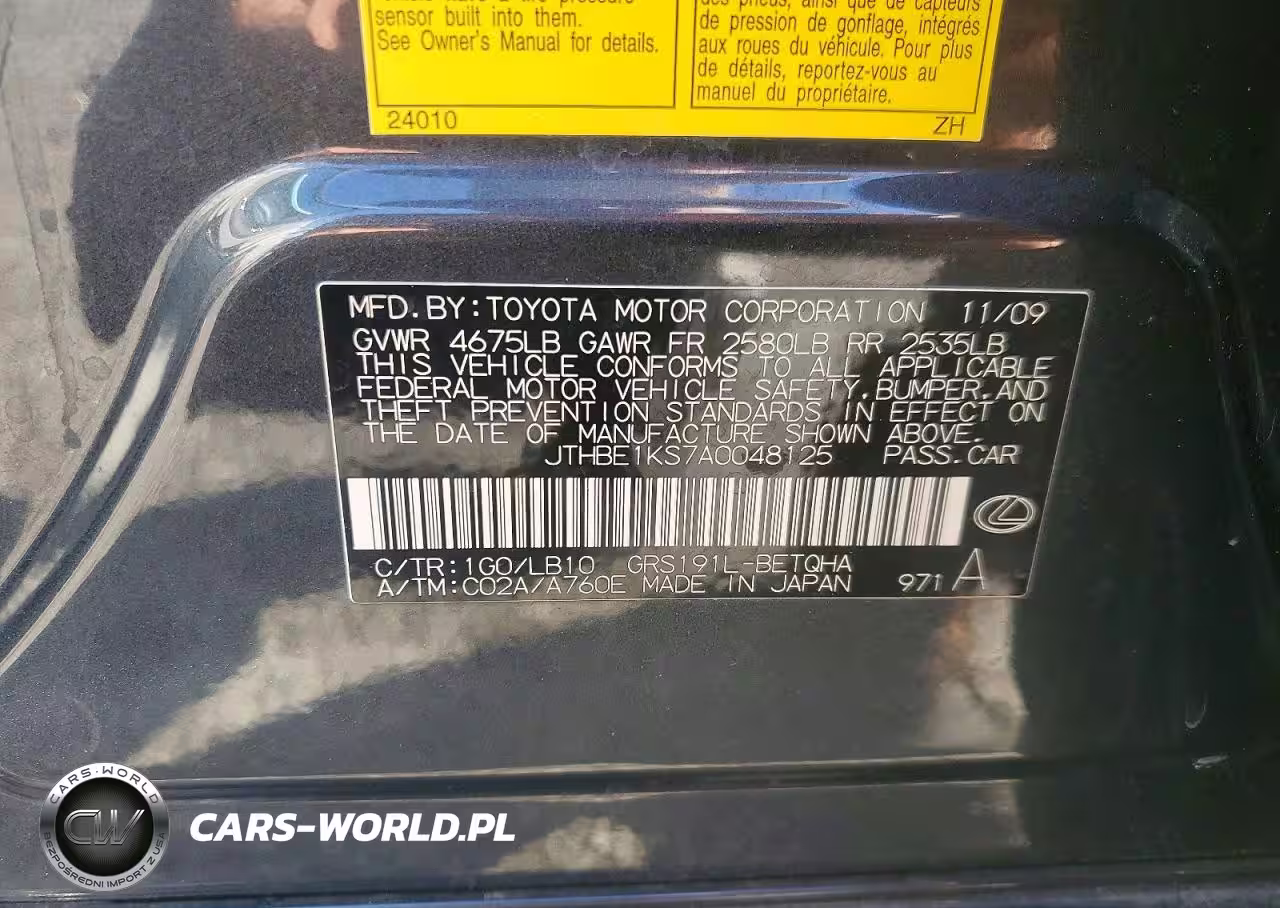 sensor built into them.
See Owner's Manual for details.
des pneus, ainsi que de capteurs
de pression de gonflage, intégrés
aux roues du véhicule. Pour plus
de détails, reportez-vous au
manuel du propriétaire.
24010
ZH
MFD. BY: TOYOTA MOTOR CORPORATION 11/09
GVWR 4675LB GAWR FR 2580LB RR 2535LB
THIS VEHICLE CONFORMS TO ALL APPLICABLE
FEDERAL MOTOR VEHICLE SAFETY, BUMPER, AND
THEFT PREVENTION STANDARDS IN EFFECT ON
THE DATE OF MANUFACTURE SHOWN ABOVE.
JTHBE1KS7A0048125 PASS. CAR
C/TR: 1G0/LB10 GRS191L-BETQHA
A/TM: C02A/A760E MADE IN JAPAN 971 A
CARS-WORLD
CW
BEZPOŚREDNI IMPORT Z USA
CARS-WORLD.PL